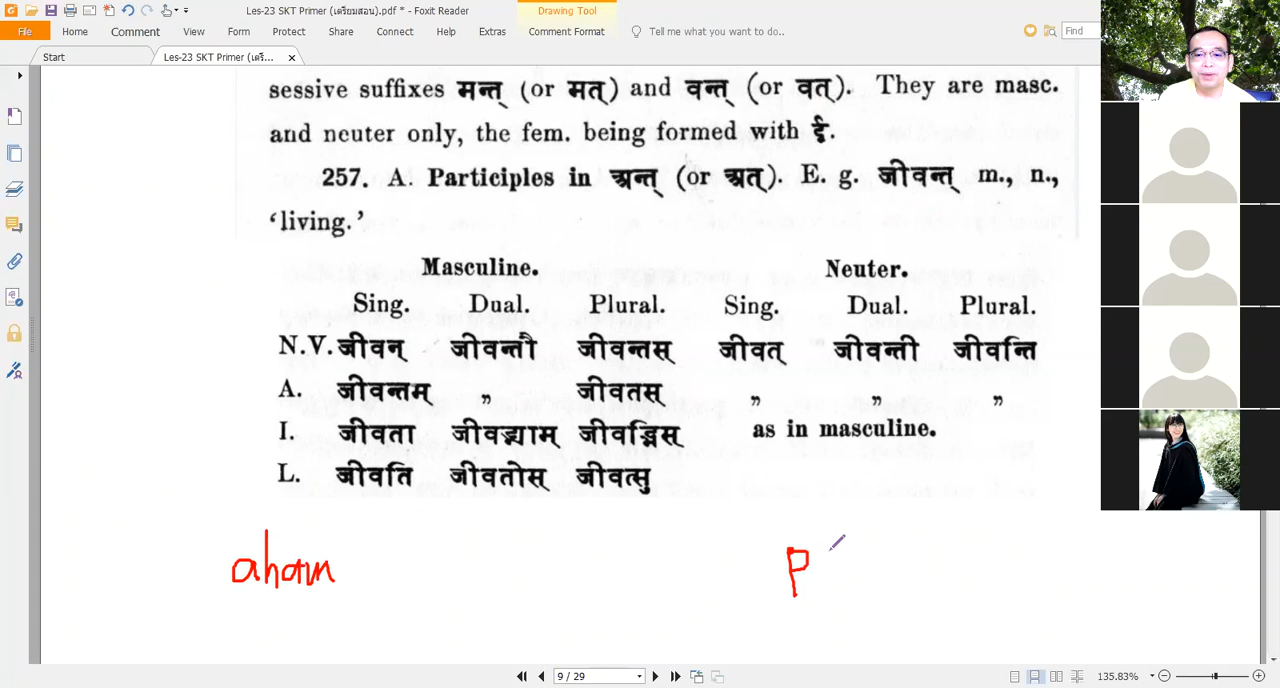 Les-23 SKT Primer (เตรียมสอน).pdf * - Foxit Reader
Drawing Tool
File Home Comment View Form Protect Share Connect Help Extras Comment Format Tell me what you want to do.. Find
Start Les-23 SKT Primer (เตรี...
sessive suffixes मन्त् (or मत्) and वन्त् (or वत्). They are masc.
and neuter only, the fem. being formed with ई.
257. A. Participles in अन्त् (or अत्). E. g. जीवन्त् m., n.,
‘living.’
Masculine. Neuter.
Sing. Dual. Plural. Sing. Dual. Plural.
N.V. जीवन् जीवन्तौ जीवन्तस् जीवत् जीवन्ती जीवन्ति
A. जीवन्तम् „ जीवतस् „ „ „
I. जीवता जीवद्भ्याम् जीवद्भिस् as in masculine.
L. जीवति जीवतोस् जीवत्सु
aham P
9 / 29 135.83%